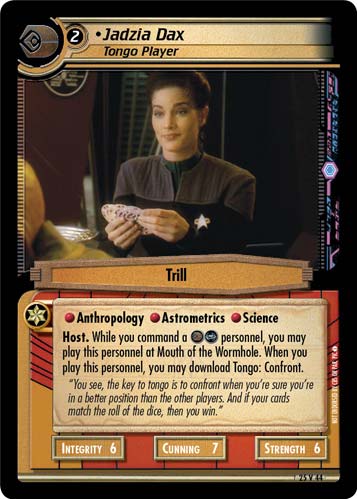 2
•Jadzia Dax
Tongo Player
Trill
Anthropology Astrometrics Science
Host. While you command a personnel, you may
play this personnel at Mouth of the Wormhole. When you
play this personnel, you may download Tongo: Confront.
"You see, the key to tongo is to confront when you're sure you're
in a better position than the other players. And if your cards
match the roll of the dice, then you win."
INTEGRITY 6 CUNNING 7 STRENGTH 6
25 V 44